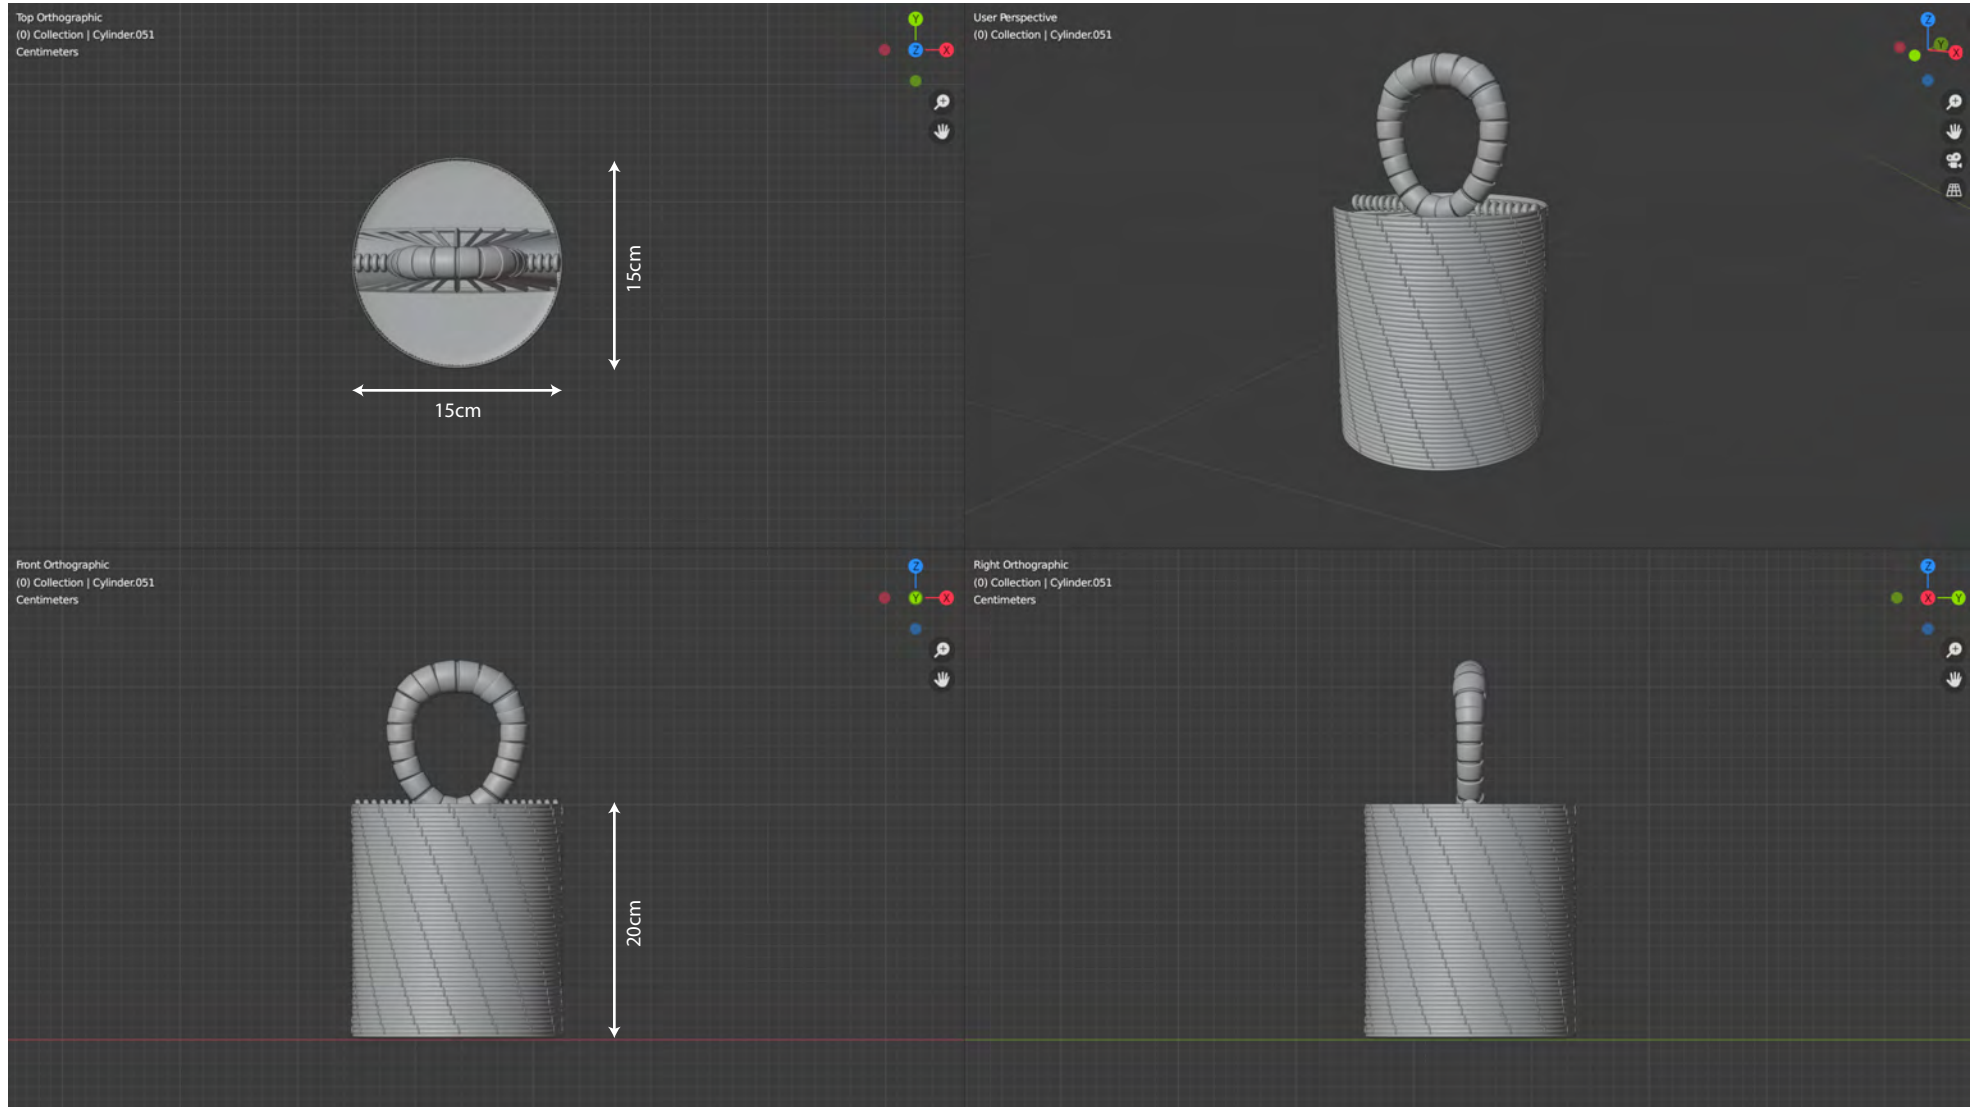 Top Orthographic
(0) Collection | Cylinder.051
Centimeters
Y
Z
X
15cm
15cm
User Perspective
(0) Collection | Cylinder.051
Z
Y
X
Front Orthographic
(0) Collection | Cylinder.051
Centimeters
Z
Y
X
20cm
Right Orthographic
(0) Collection | Cylinder.051
Centimeters
Z
X
Y